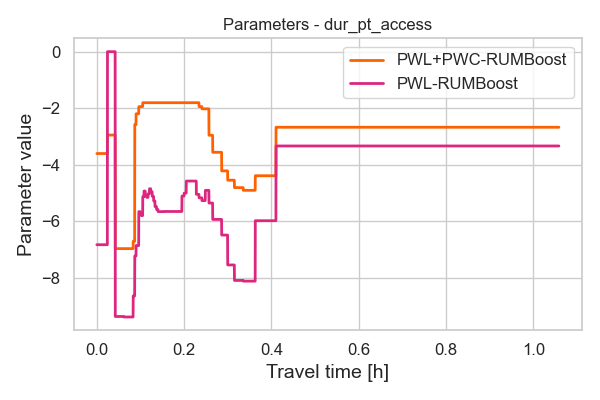 Parameters - dur_pt_access
PWL+PWC-RUMBoost
PWL-RUMBoost
Parameter value
0
−2
−4
−6
−8
0.0 0.2 0.4 0.6 0.8 1.0
Travel time [h]